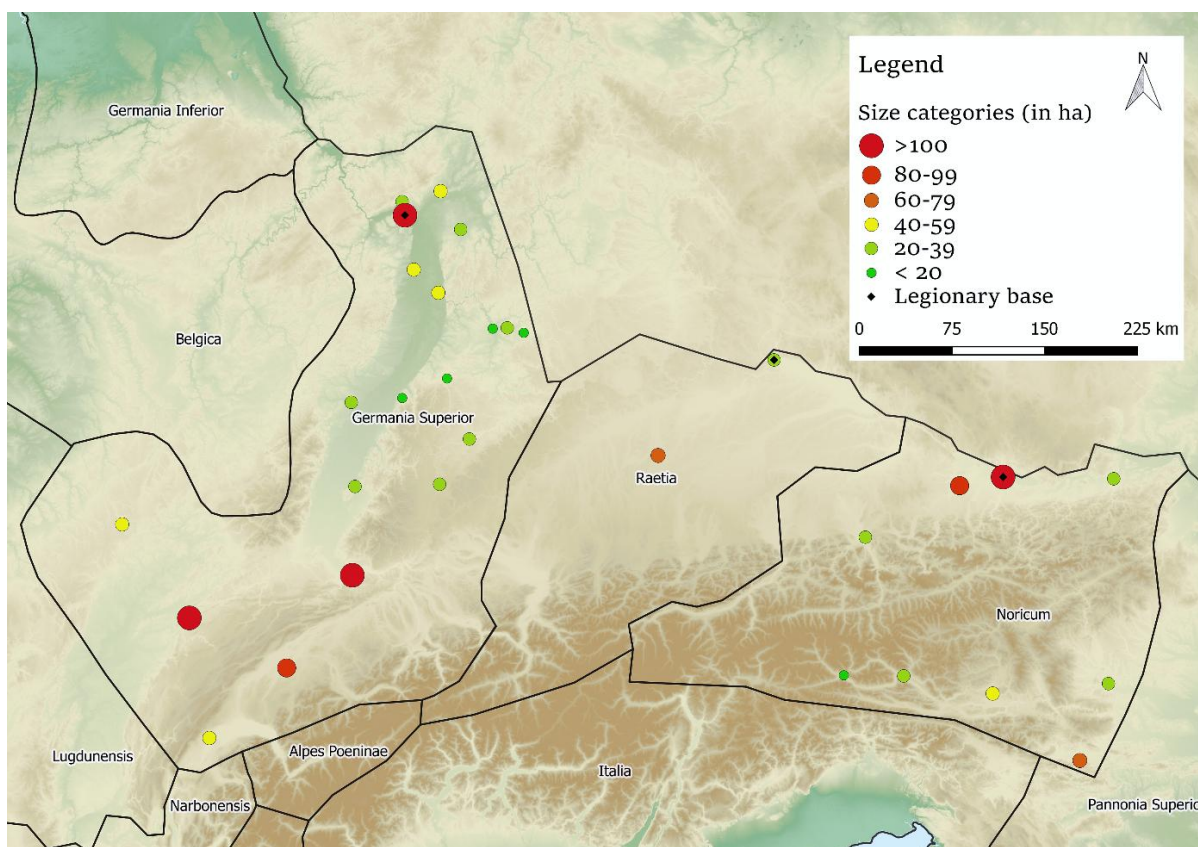 Legend
N
Size categories (in ha)
>100
80-99
60-79
40-59
20-39
< 20
Legionary base
0 75 150 225 km
Germania Inferior
Belgica
Germania Superior
Raetia
Noricum
Lugdunensis
Alpes Poeninae
Italia
Narbonensis
Pannonia Superio